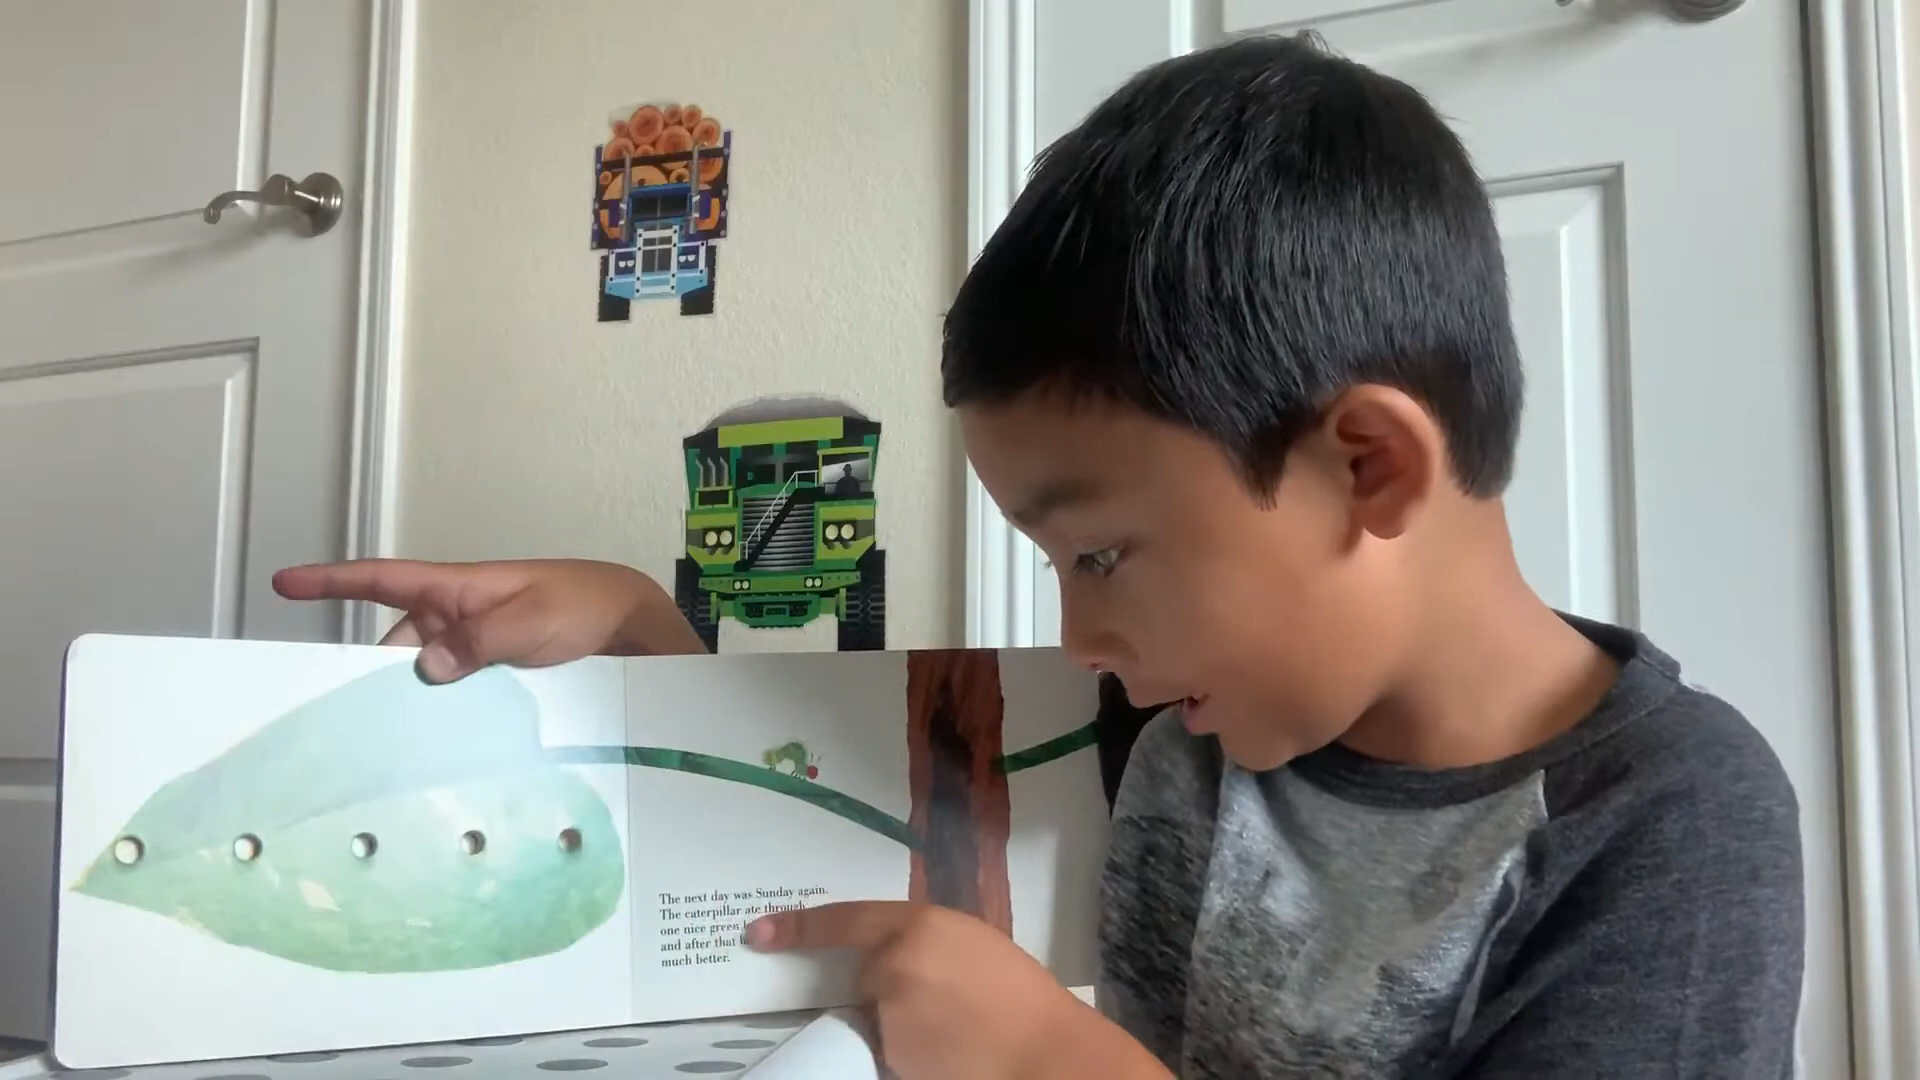 The next day was Sunday again.
The caterpillar ate through
one nice green
and after that
much better.